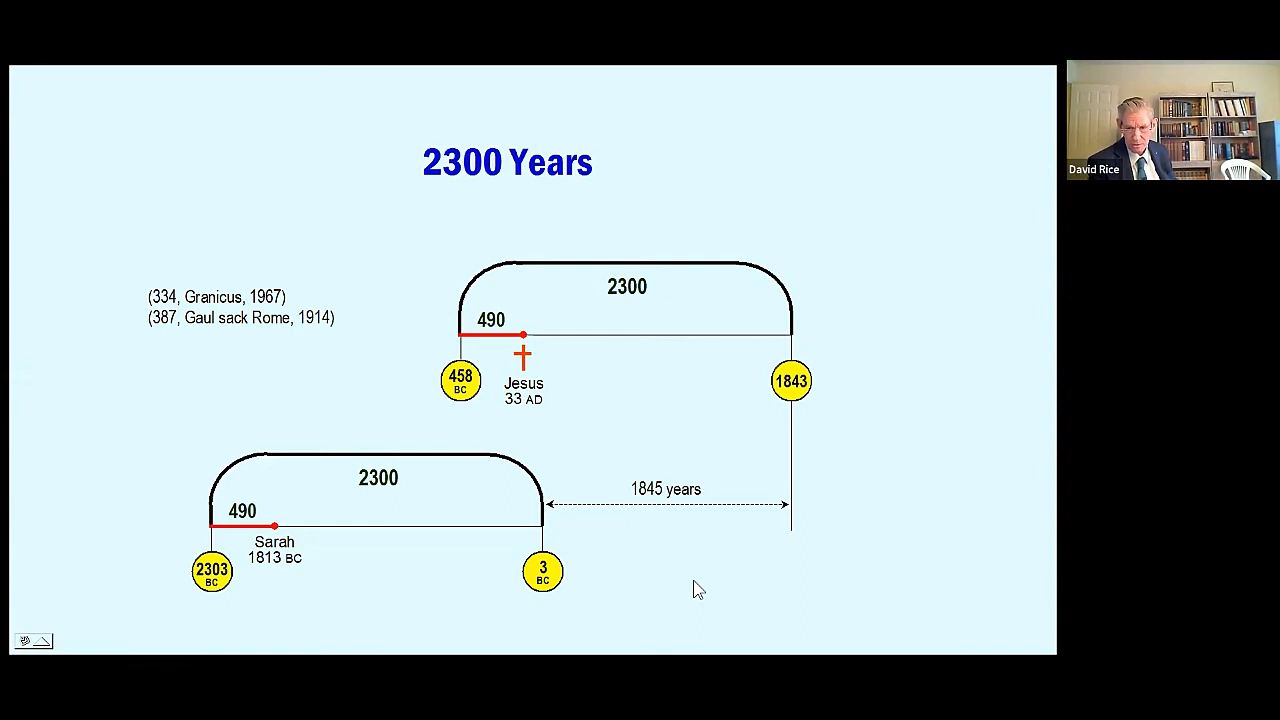 2300 Years
David Rice
(334, Granicus, 1967)
(387, Gaul sack Rome, 1914)
2300
490
458
BC
Jesus
33 AD
1843
2300
490
1845 years
Sarah
1813 BC
2303
BC
3
BC